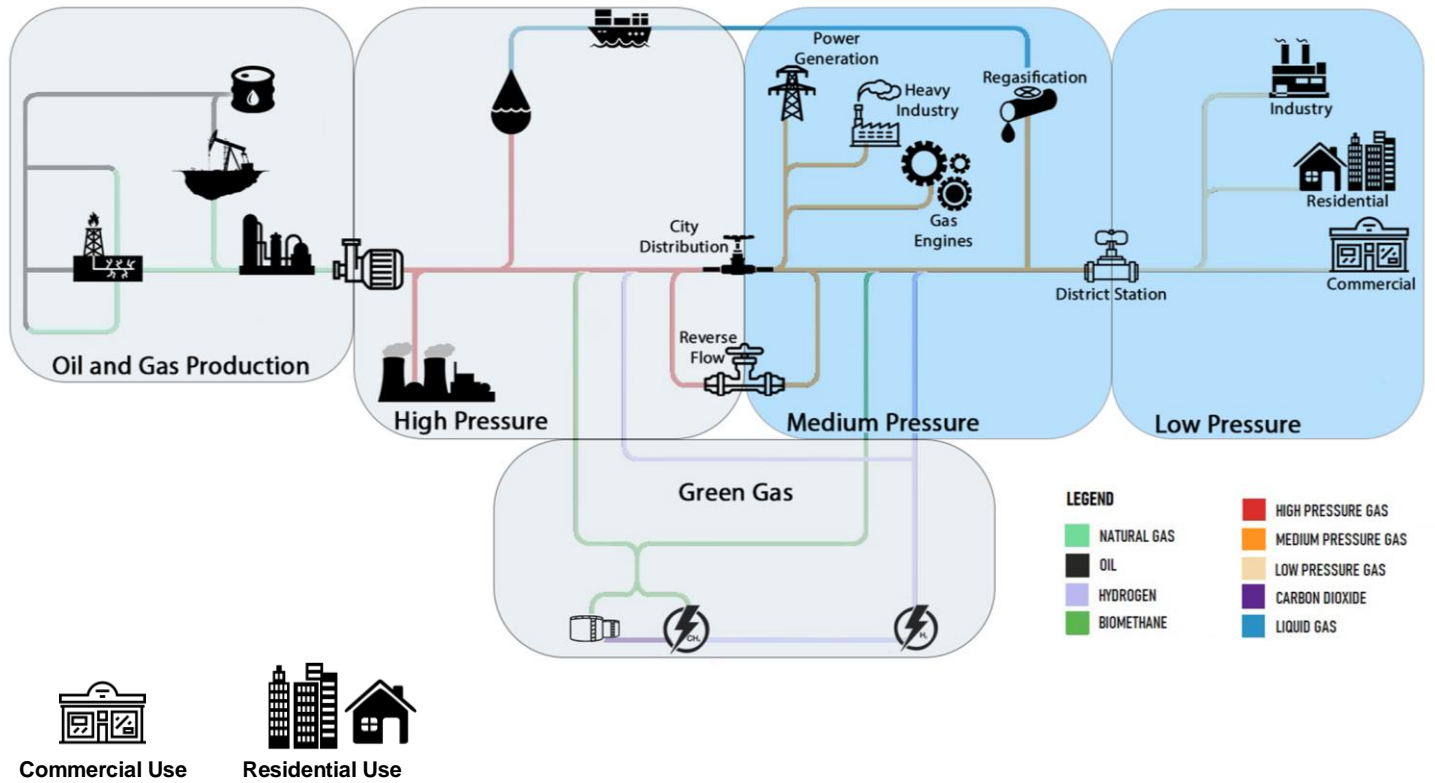 Power
Generation
Heavy
Industry
Regasification
Industry
Residential
City
Distribution
Gas
Engines
District Station
Commercial
Reverse
Flow
Oil and Gas Production
High Pressure
Medium Pressure
Low Pressure
Green Gas
LEGEND
NATURAL GAS
OIL
HYDROGEN
BIOMETHANE
HIGH PRESSURE GAS
MEDIUM PRESSURE GAS
LOW PRESSURE GAS
CARBON DIOXIDE
LIQUID GAS
CH₄
H₂
Commercial Use
Residential Use